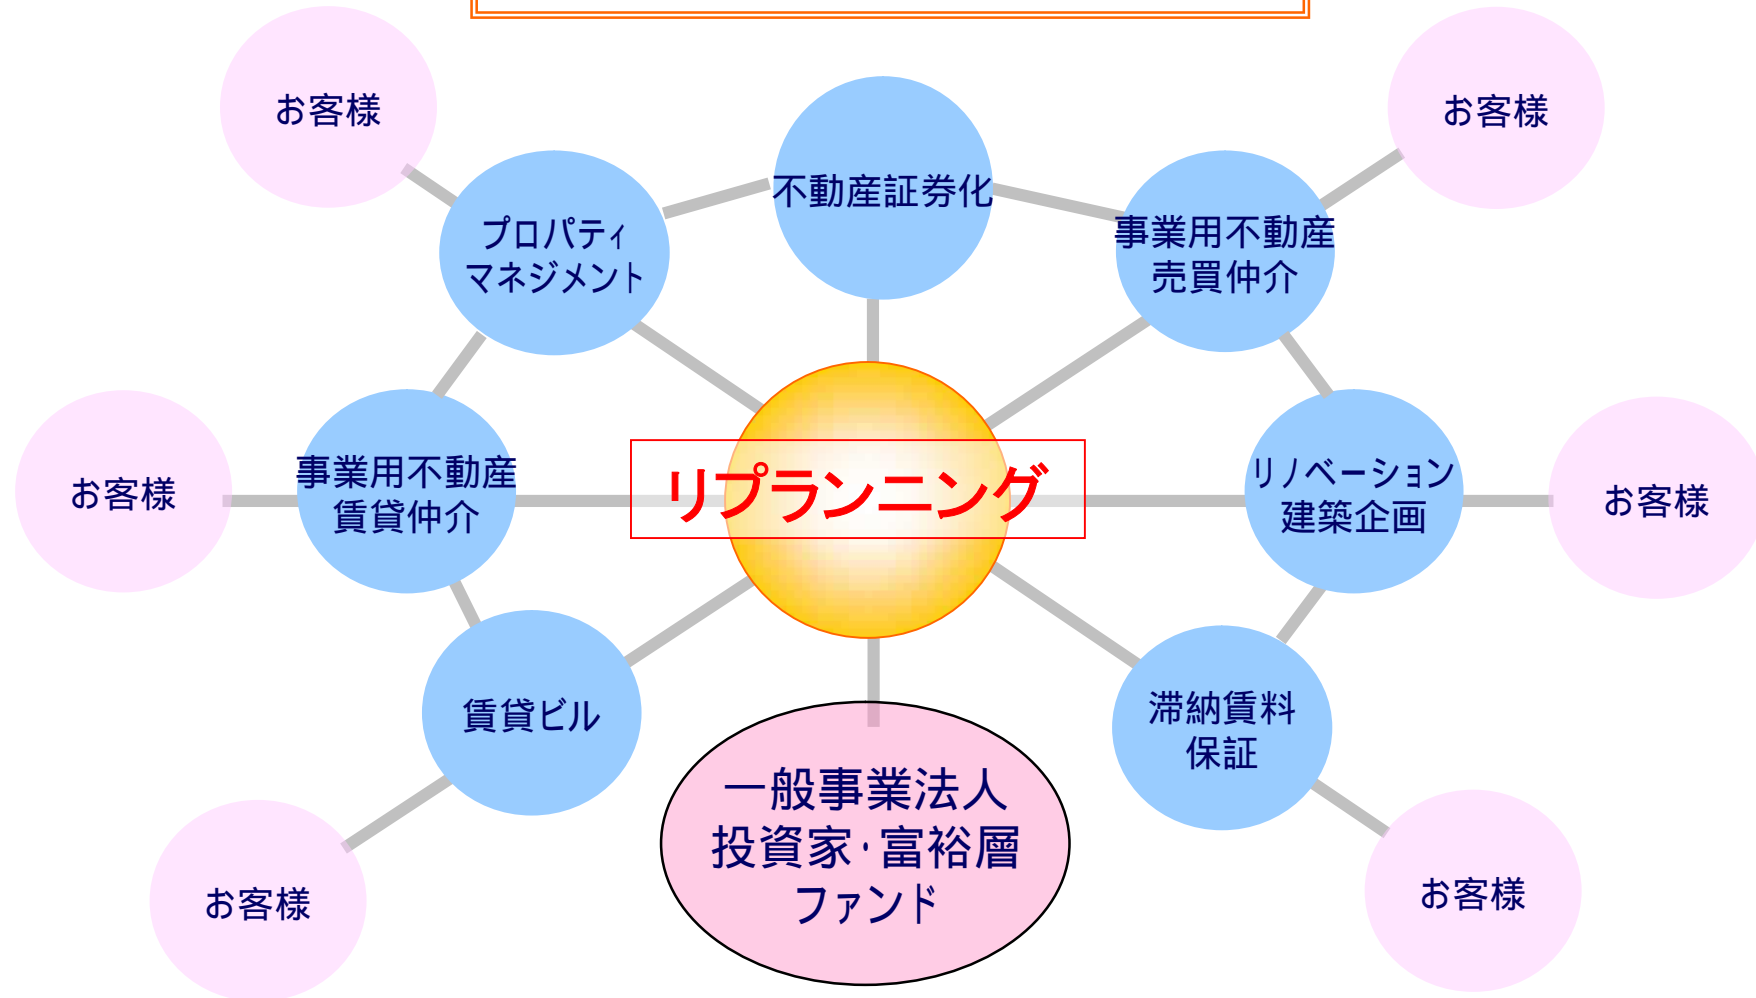 お客様
お客様
不動産証券化
プロパティ
マネジメント
事業用不動産
売買仲介
お客様
事業用不動産
賃貸仲介
リプランニング
リノベーション
建築企画
お客様
賃貸ビル
滞納賃料
保証
一般事業法人
投資家・富裕層
ファンド
お客様
お客様